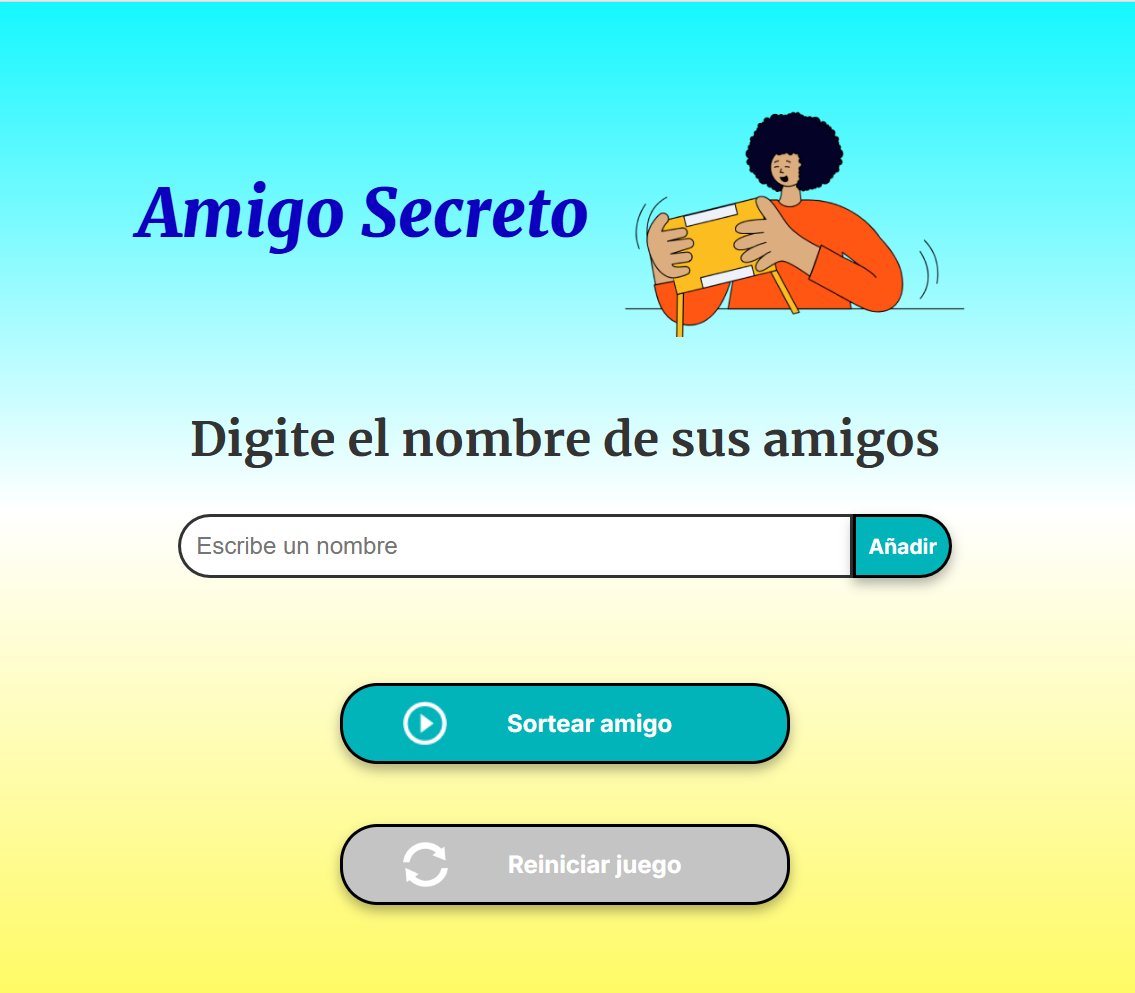 Amigo Secreto
Digite el nombre de sus amigos
Escribe un nombre
Añadir
Sortear amigo
Reiniciar juego